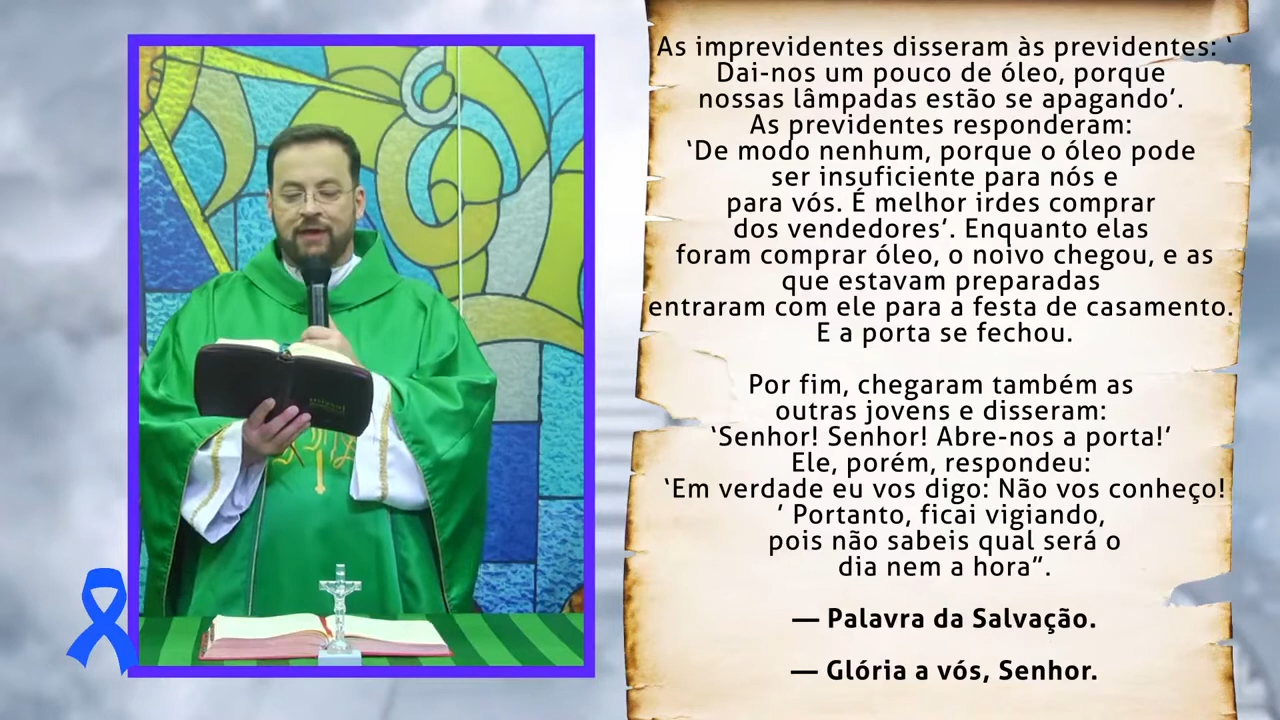 As imprevidentes disseram às previdentes: ‘
Dai-nos um pouco de óleo, porque
nossas lâmpadas estão se apagando’.
As previdentes responderam:
‘De modo nenhum, porque o óleo pode
ser insuficiente para nós e
para vós. É melhor irdes comprar
dos vendedores’. Enquanto elas
foram comprar óleo, o noivo chegou, e as
que estavam preparadas
entraram com ele para a festa de casamento.
E a porta se fechou.
Por fim, chegaram também as
outras jovens e disseram:
‘Senhor! Senhor! Abre-nos a porta!’
Ele, porém, respondeu:
‘Em verdade eu vos digo: Não vos conheço!
’ Portanto, ficai vigiando,
pois não sabeis qual será o
dia nem a hora”.
— Palavra da Salvação.
— Glória a vós, Senhor.